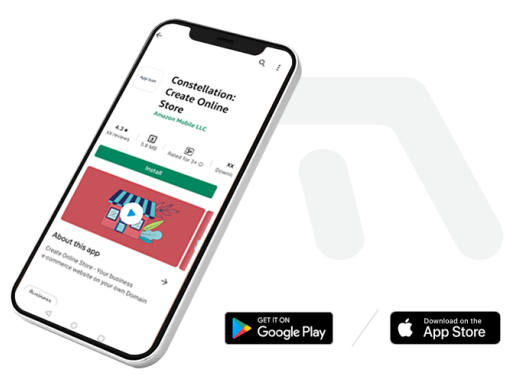 App Icon
Constellation:
Create Online
Store
Amazon Mobile LLC
4.3★
XX reviews
5.8 MB
Rated for 3+
XX
Downl
Install
About this app
Create Online Store - Your business
e-commerce website on your own Domain
Business
GET IT ON
Google Play
Download on the
App Store